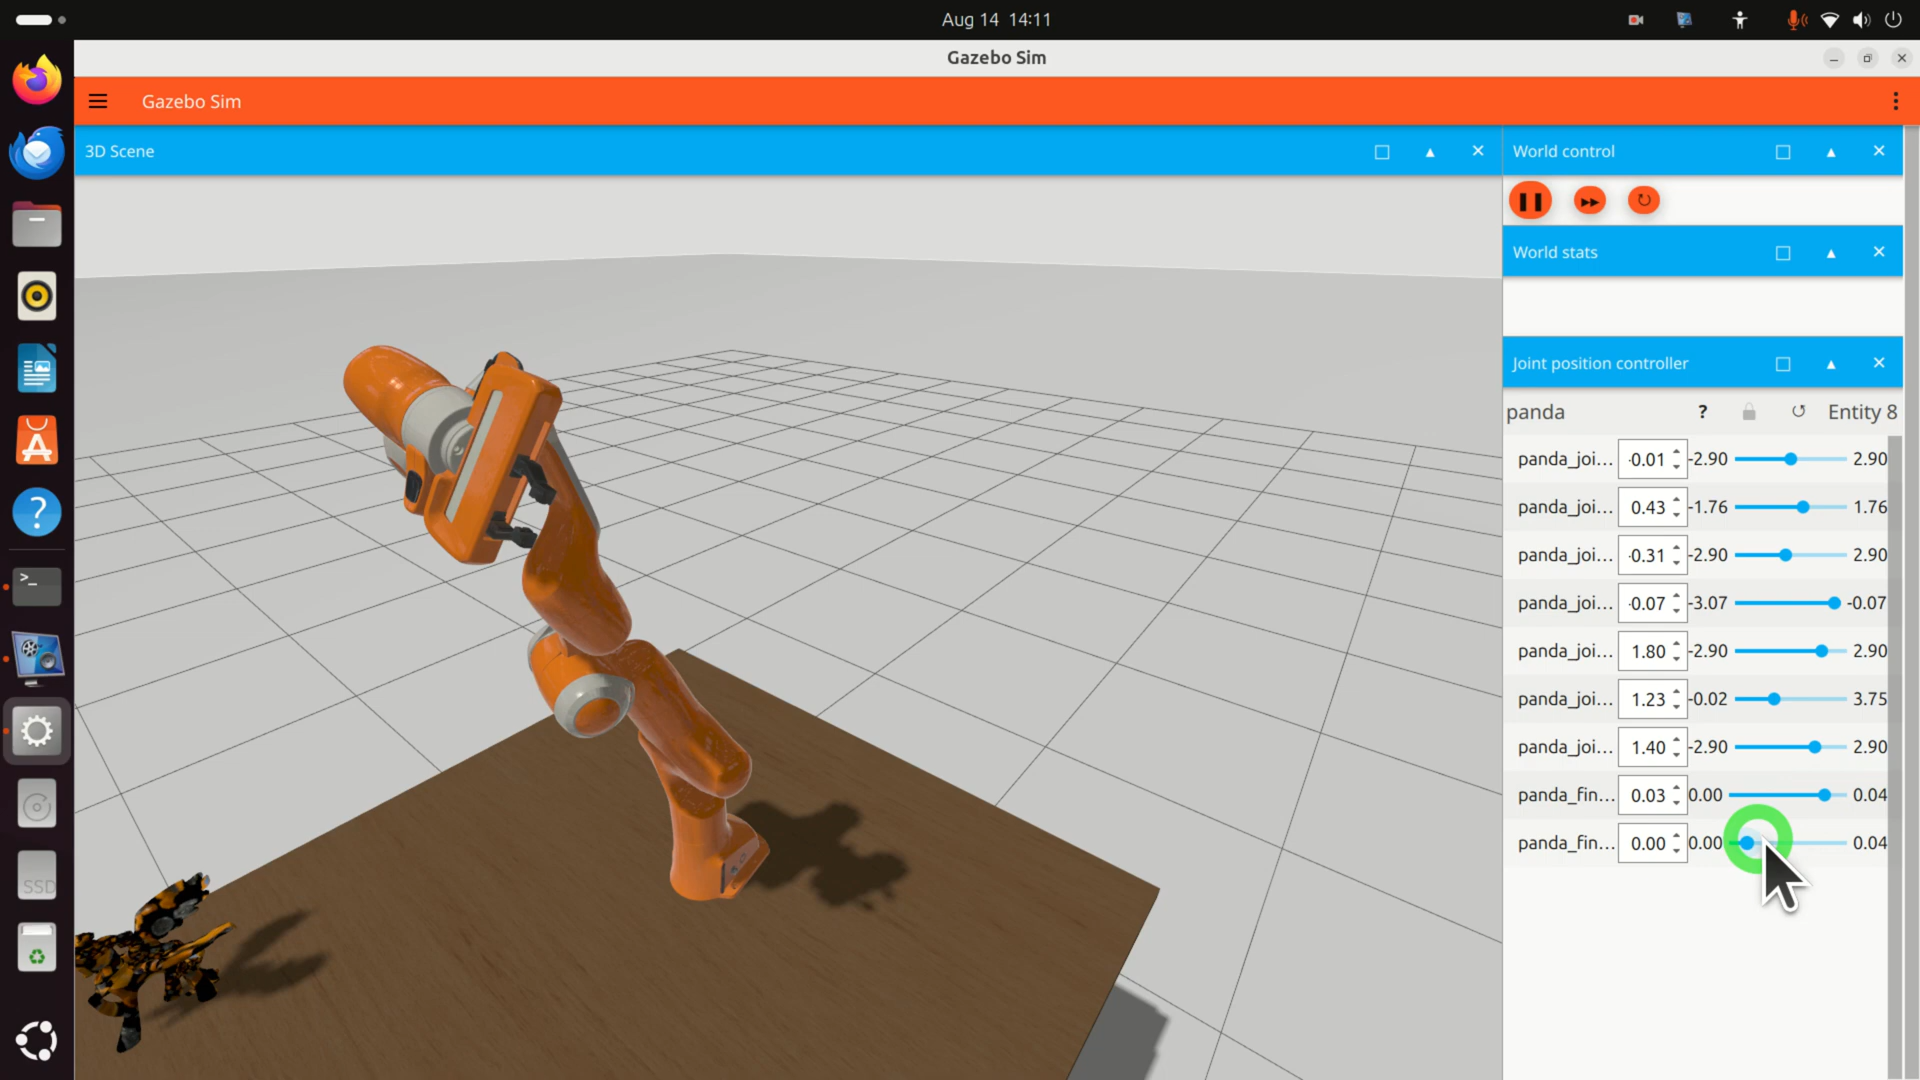 Aug 14 14:11
Gazebo Sim
Gazebo Sim
3D Scene
World control
World stats
Joint position controller
panda ? Entity 8
panda_joi... -0.01 -2.90 2.90
panda_joi... 0.43 -1.76 1.76
panda_joi... -0.31 -2.90 2.90
panda_joi... -0.07 -3.07 -0.07
panda_joi... 1.80 -2.90 2.90
panda_joi... 1.23 -0.02 3.75
panda_joi... 1.40 -2.90 2.90
panda_fin... 0.03 0.00 0.04
panda_fin... 0.00 0.00 0.04
SSD